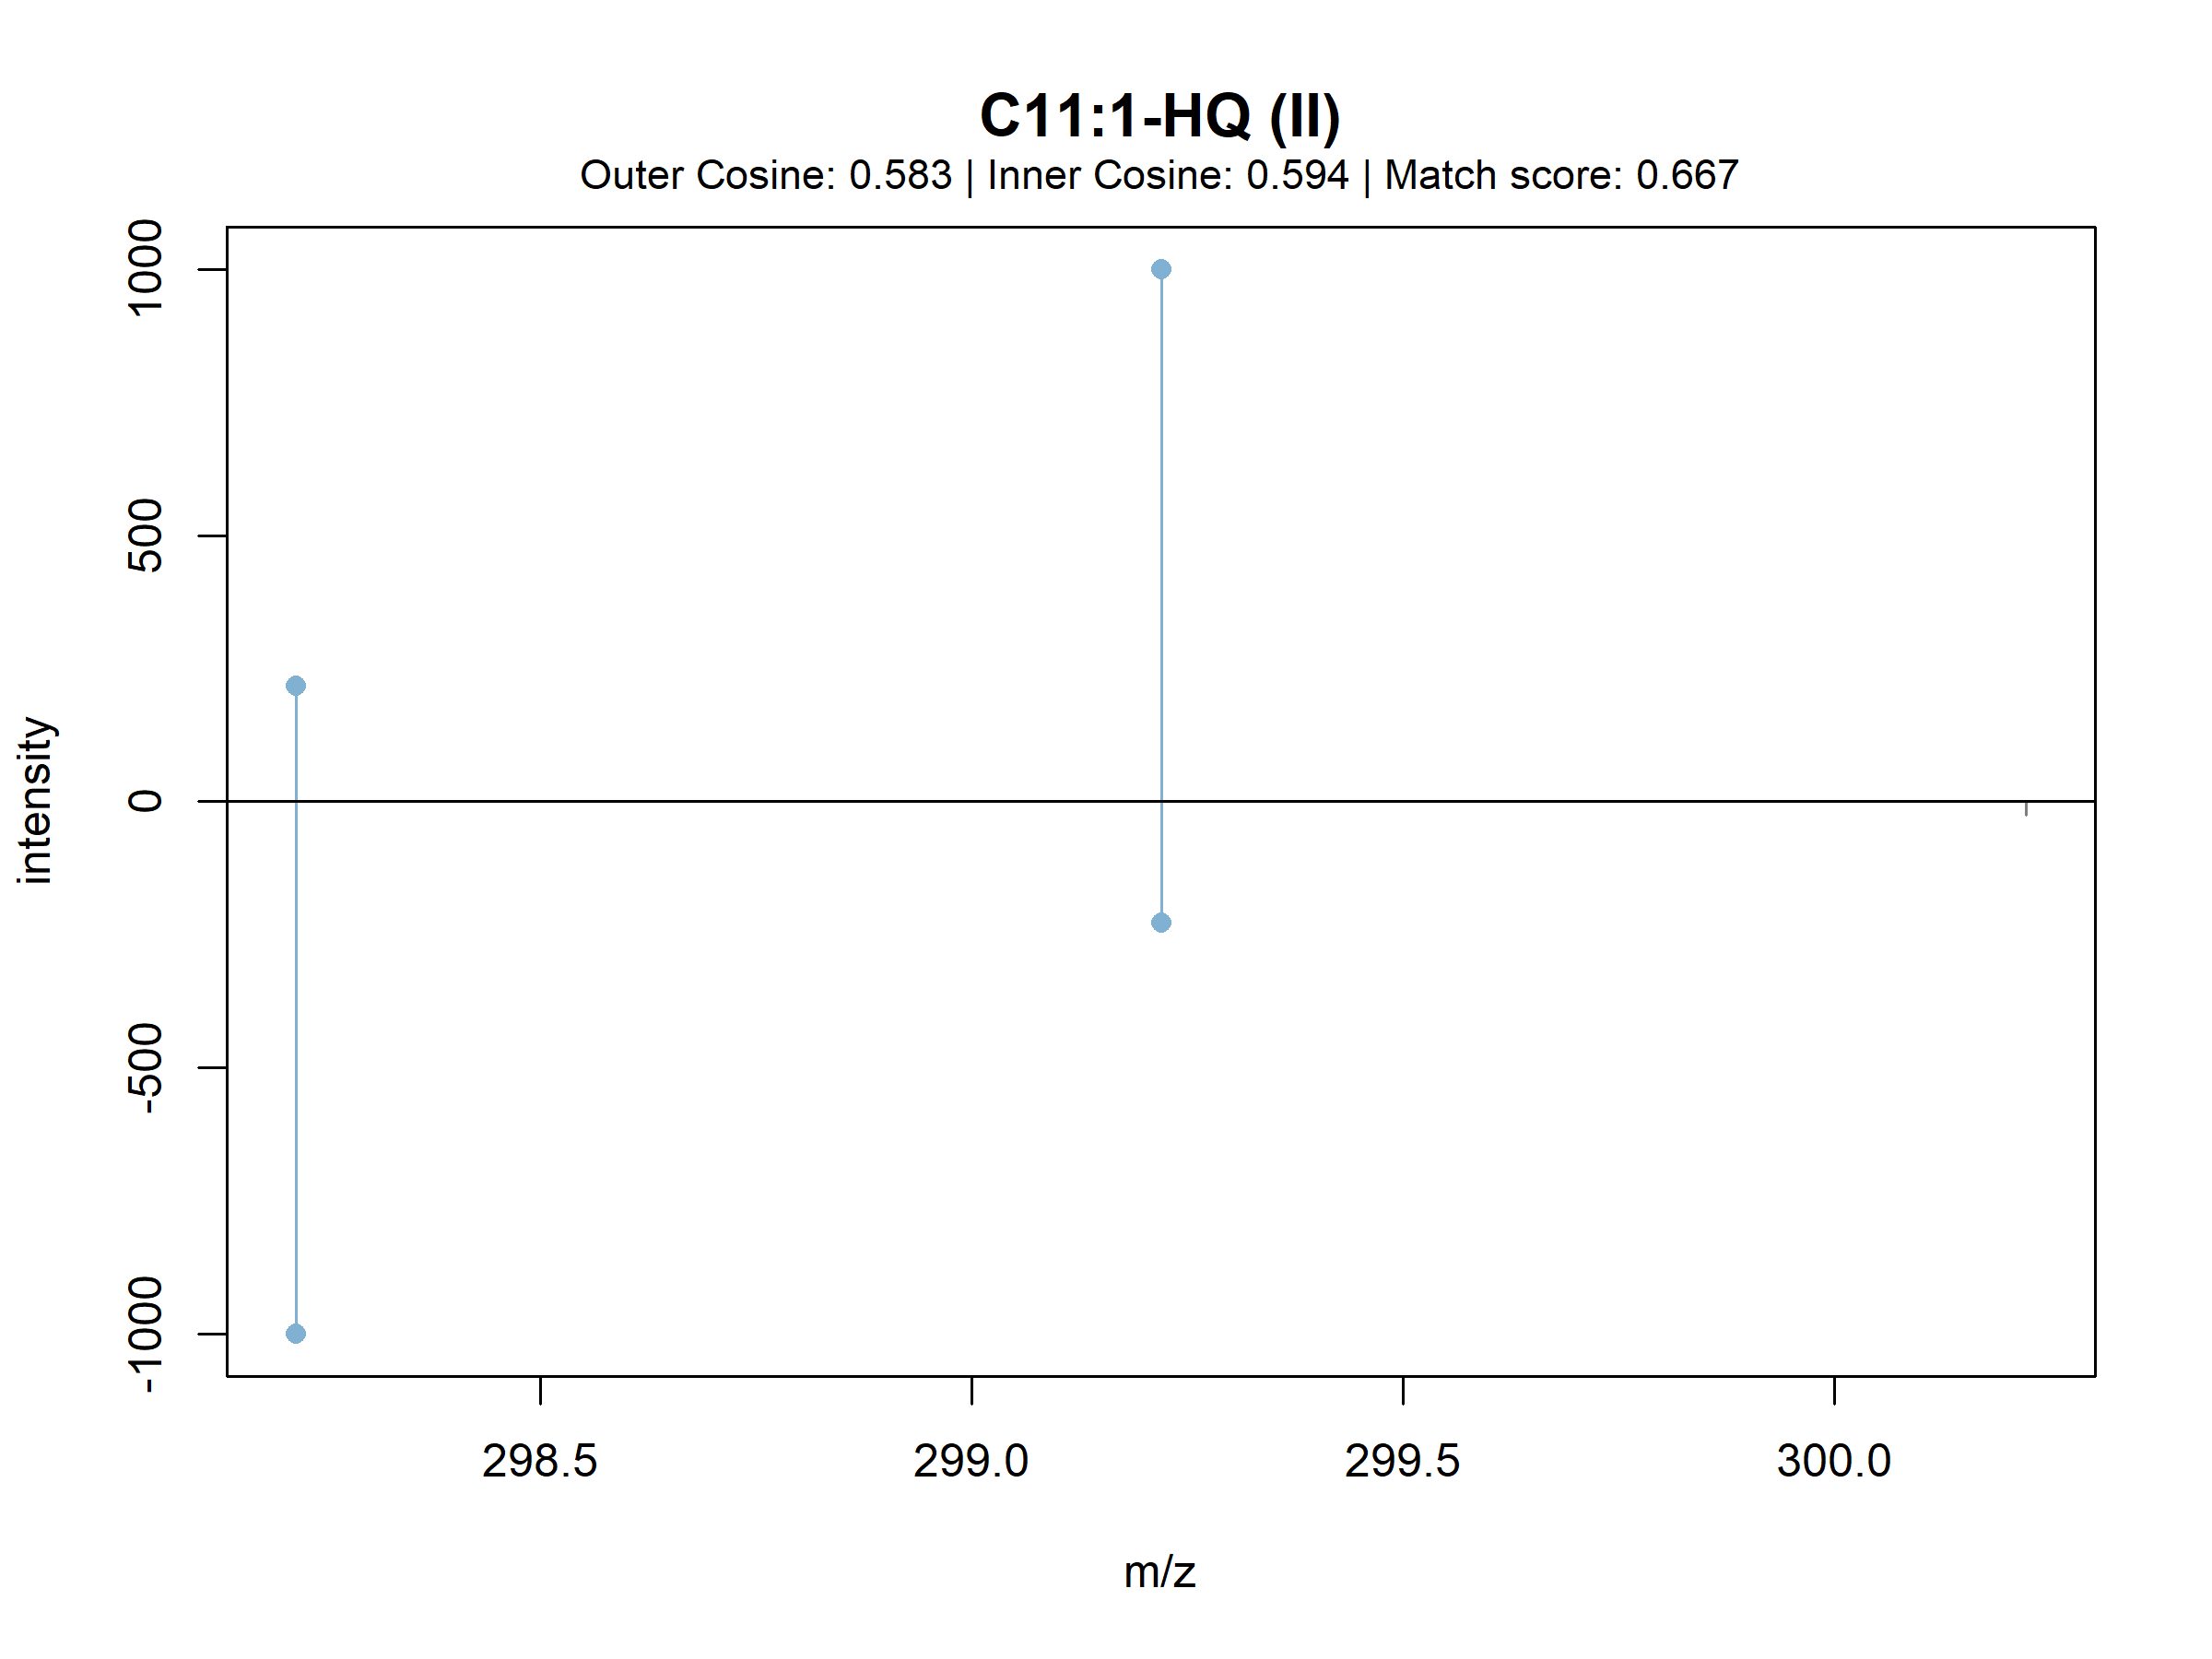 C11:1-HQ (II)
Outer Cosine: 0.583 | Inner Cosine: 0.594 | Match score: 0.667
1000
500
0
-500
-1000
intensity
298.5 299.0 299.5 300.0
m/z